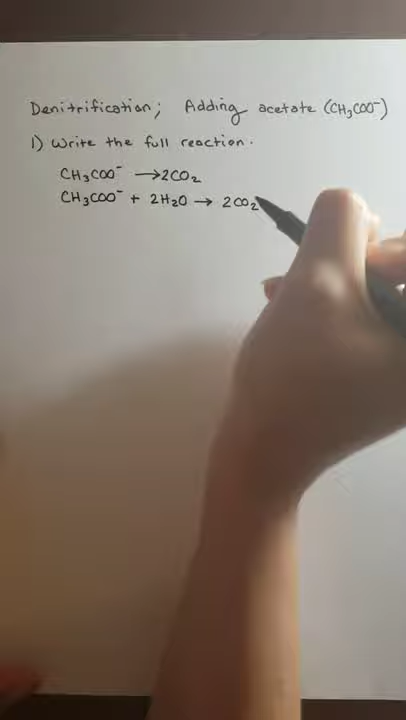 Denitrification; Adding acetate (CH₃COO⁻)
1) Write the full reaction.
CH₃COO⁻ → 2CO₂
CH₃COO⁻ + 2H₂O → 2CO₂